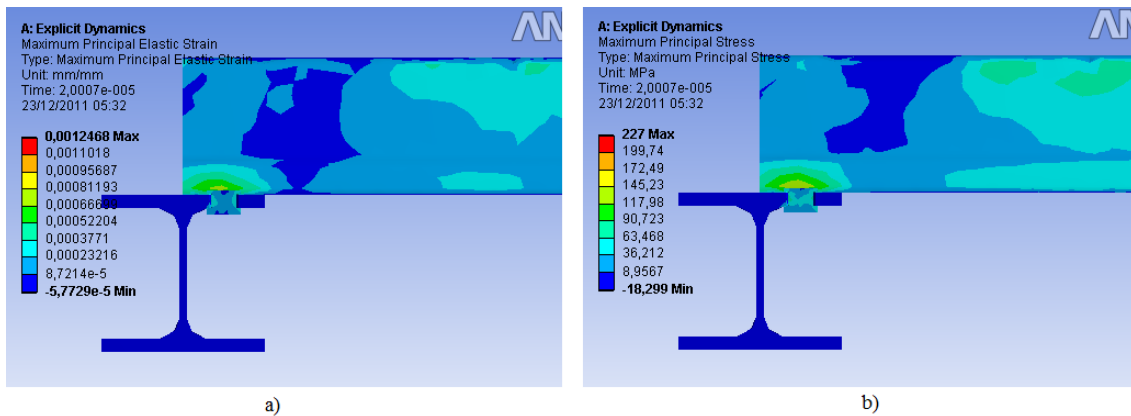 A: Explicit Dynamics
Maximum Principal Elastic Strain
Type: Maximum Principal Elastic Strain
Unit: mm/mm
Time: 2,0007e-005
23/12/2011 05:32
0,0012468 Max
0,0011018
0,00095687
0,00081193
0,00052204
0,0003771
0,00023216
8,7214e-5
-5,7729e-5 Min
a)
A: Explicit Dynamics
Maximum Principal Stress
Type: Maximum Principal Stress
Unit: MPa
Time: 2,0007e-005
23/12/2011 05:32
227 Max
199,74
172,49
145,23
117,98
90,723
63,468
36,212
8,9567
-18,299 Min
b)